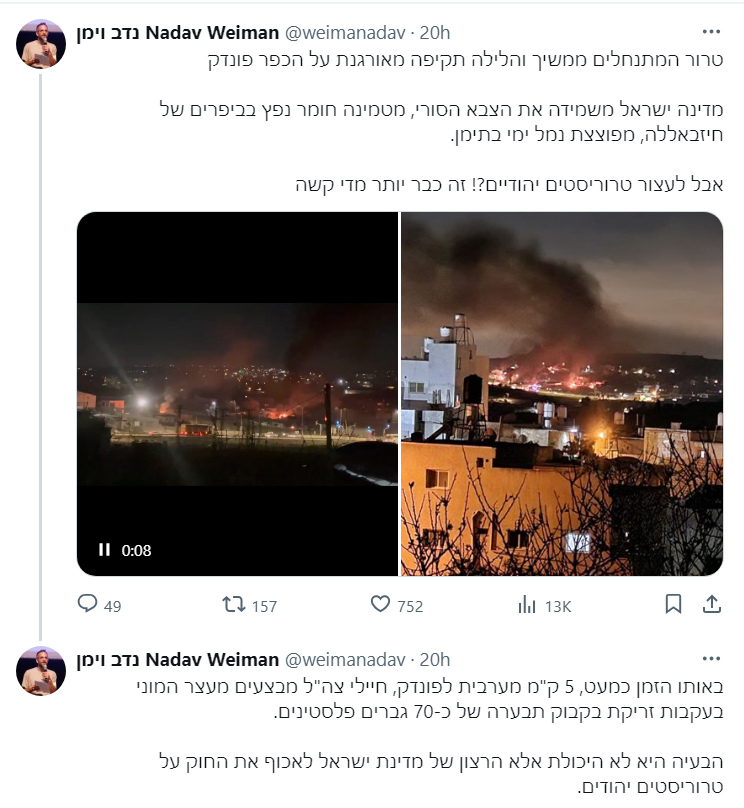 נדב וימן Nadav Weiman @weimanadav · 20h
טרור המתנחלים ממשיך והלילה תקיפה מאורגנת על הכפר פונדק
מדינה ישראל משמידה את הצבא הסורי, מטמינה חומר נפץ בביפרים של
חיזבאללה, מפוצצת נמל ימי בתימן.
אבל לעצור טרוריסטים יהודיים?! זה כבר יותר מדי קשה
0:08
49 157 752 13K
נדב וימן Nadav Weiman @weimanadav · 20h
באותו הזמן כמעט, 5 ק"מ מערבית לפונדק, חיילי צה"ל מבצעים מעצר המוני
בעקבות זריקת בקבוק תבערה של כ-70 גברים פלסטינים.
הבעיה היא לא היכולת אלא הרצון של מדינת ישראל לאכוף את החוק על
טרוריסטים יהודים.